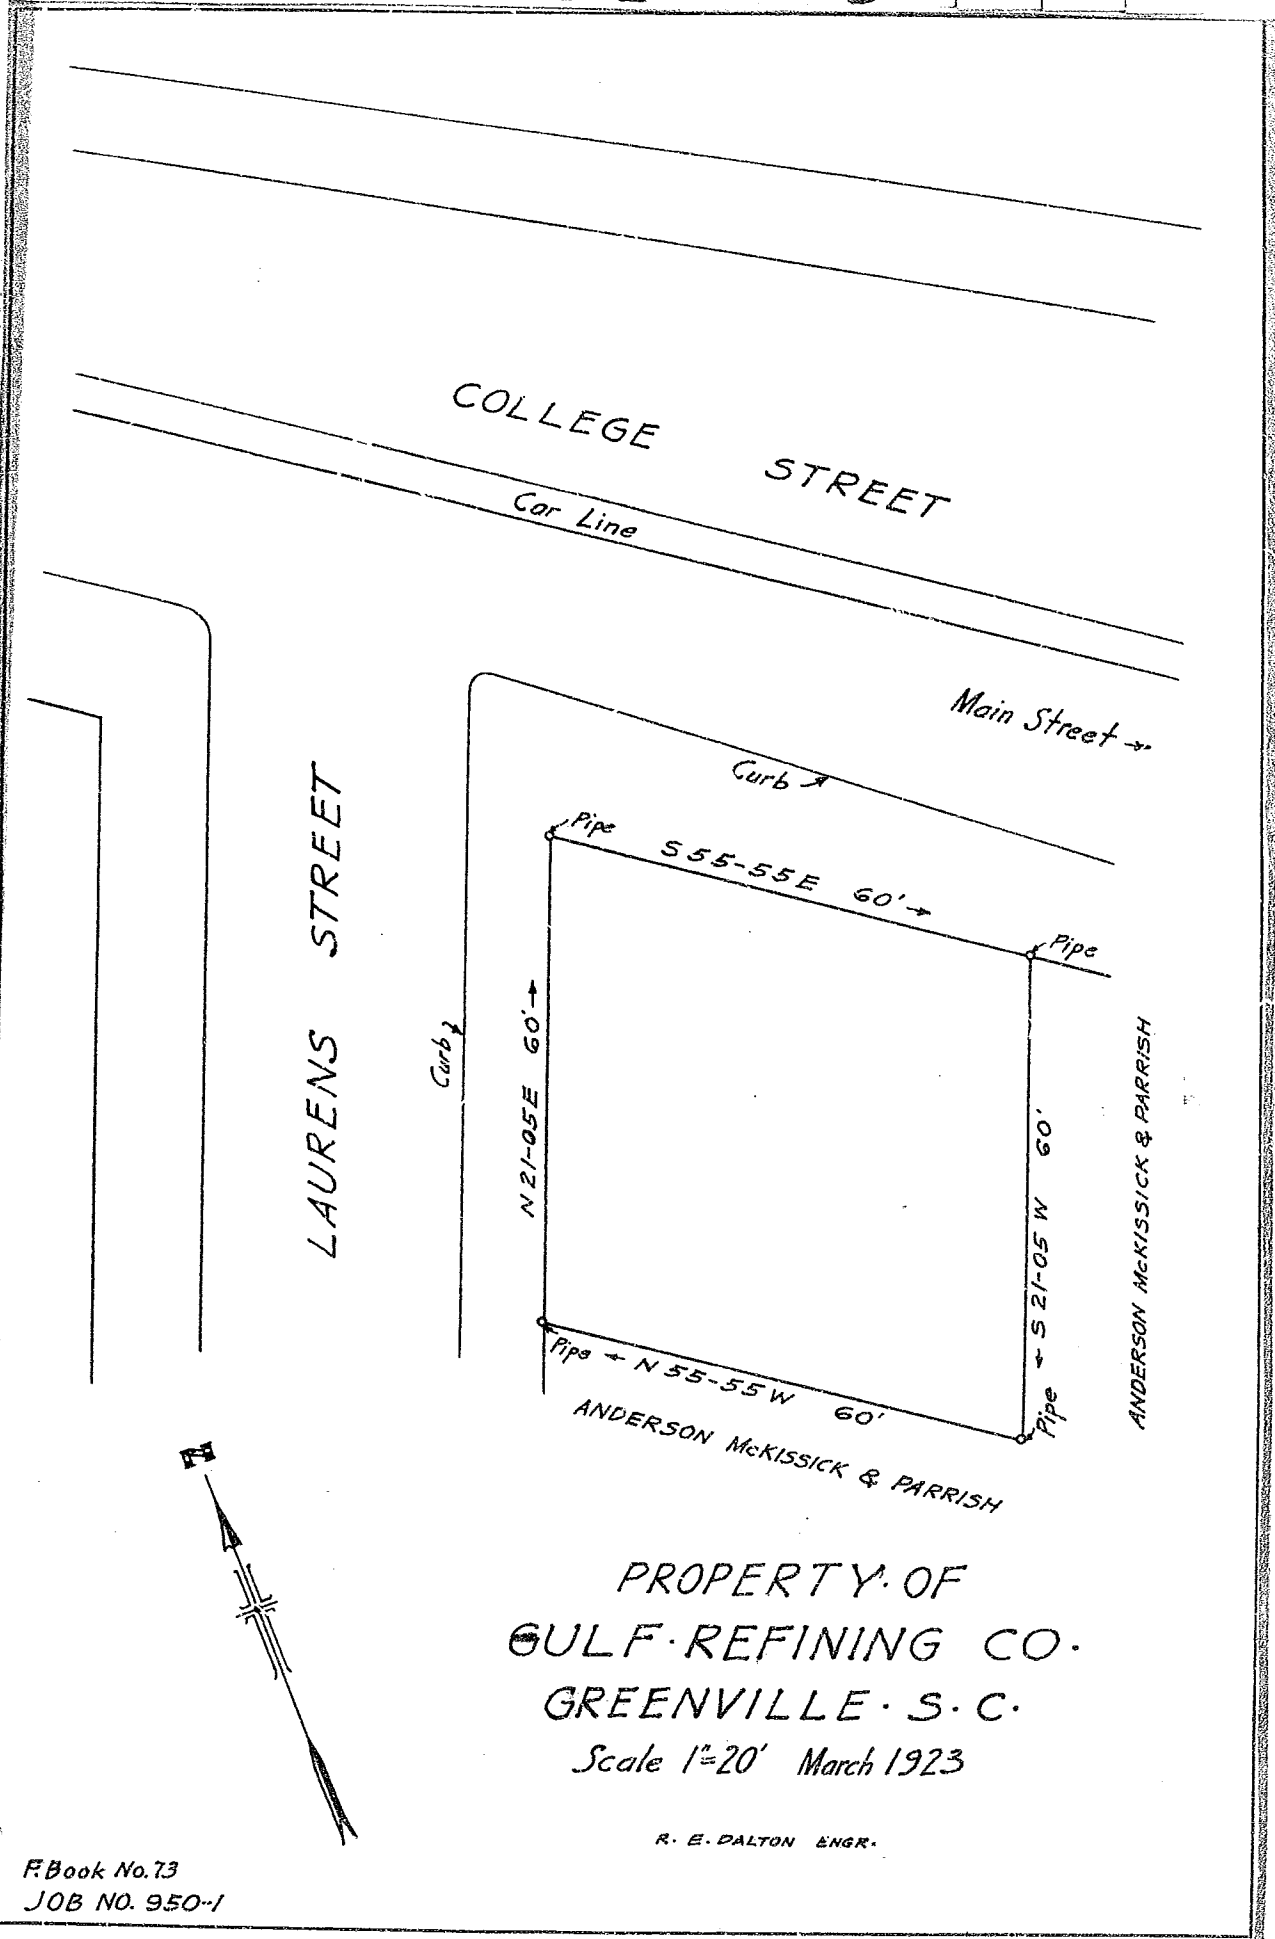 COLLEGE STREET
Car Line
Main Street
Curb
Pipe
S 55-55 E 60'
Pipe
LAURENS STREET
Curb
N 21-05 E 60'
S 21-05 W 60'
ANDERSON McKISSICK & PARRISH
Pipe
N 55-55 W 60'
Pipe
ANDERSON McKISSICK & PARRISH
N
PROPERTY·OF
GULF·REFINING CO·
GREENVILLE· S·C·
Scale 1"=20' March 1923
R. E. DALTON ENGR.
F.Book No.73
JOB NO. 950-1